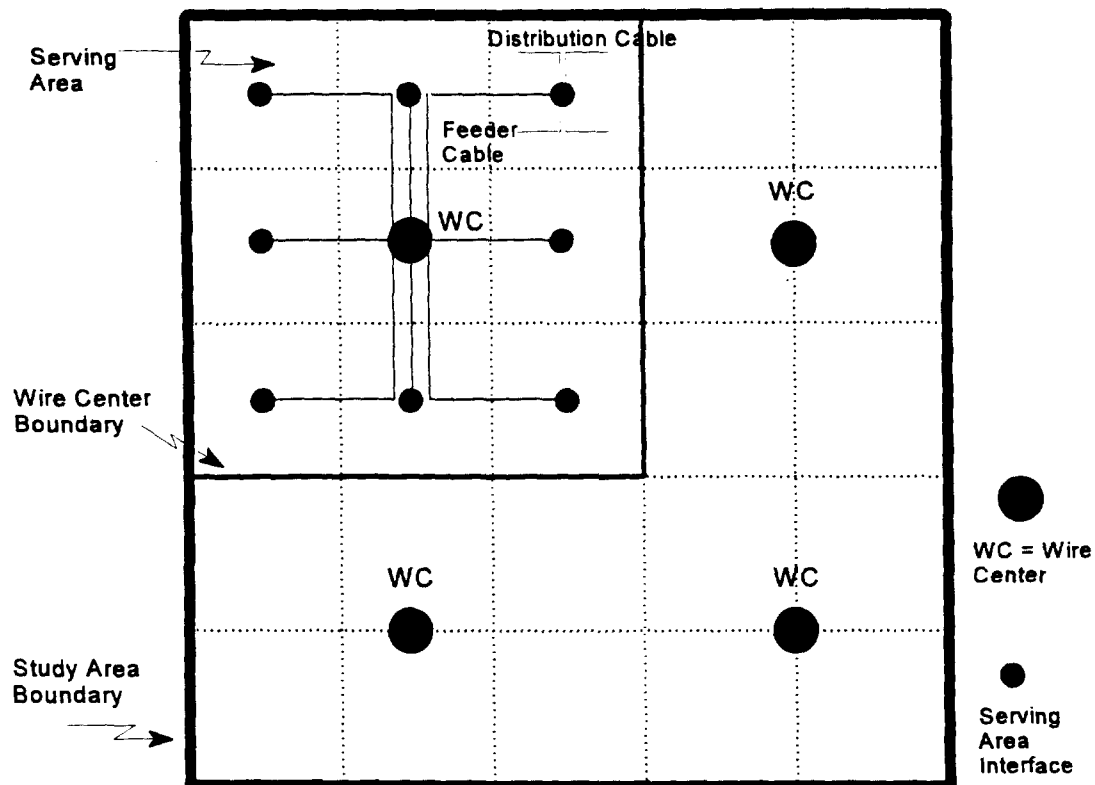 Distribution Cable
Serving
Area
Feeder
Cable
WC
WC
Wire Center
Boundary
WC = Wire
Center
WC
WC
Study Area
Boundary
Serving
Area
Interface